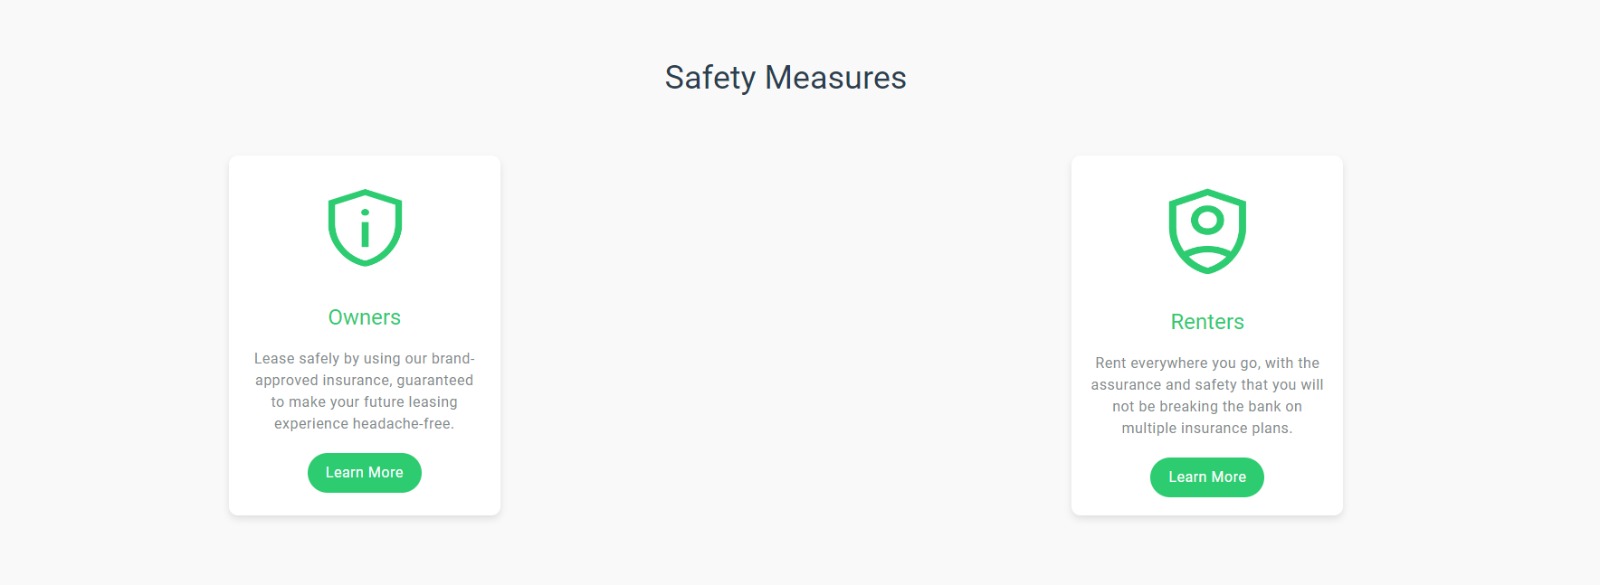 Safety Measures
Owners
Lease safely by using our brand-
approved insurance, guaranteed
to make your future leasing
experience headache-free.
Learn More
Renters
Rent everywhere you go, with the
assurance and safety that you will
not be breaking the bank on
multiple insurance plans.
Learn More